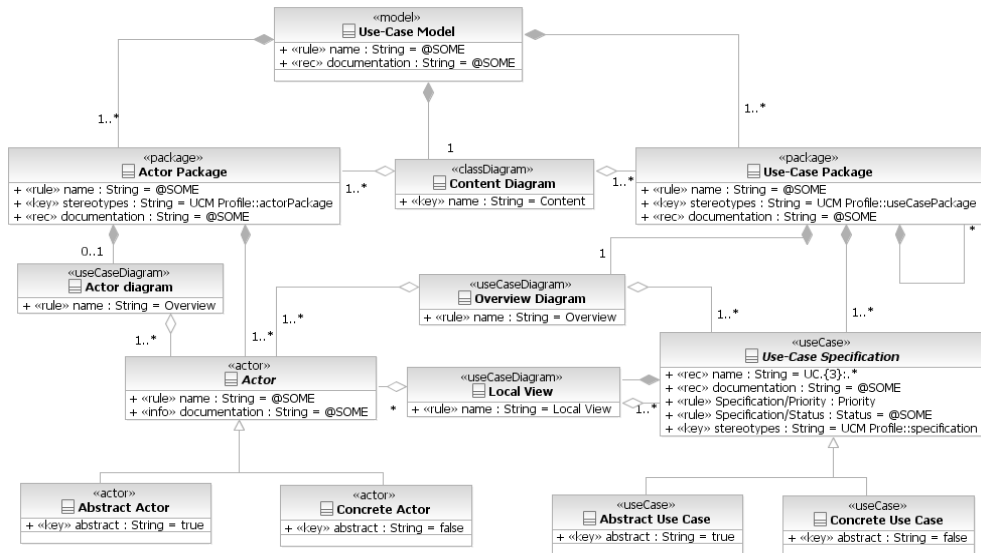 «model»
Use-Case Model
+ «rule» name : String = @SOME
+ «rec» documentation : String = @SOME
1..*
1
1..*
«package»
Actor Package
+ «rule» name : String = @SOME
+ «key» stereotypes : String = UCM Profile::actorPackage
+ «rec» documentation : String = @SOME
1..*
«classDiagram»
Content Diagram
+ «key» name : String = Content
1..*
«package»
Use-Case Package
+ «rule» name : String = @SOME
+ «key» stereotypes : String = UCM Profile::useCasePackage
+ «rec» documentation : String = @SOME
*
0..1
1
«useCaseDiagram»
Actor diagram
+ «rule» name : String = Overview
«useCaseDiagram»
Overview Diagram
+ «rule» name : String = Overview
1..*
1..*
1..*
1..*
1..*
1..*
«actor»
Actor
+ «rule» name : String = @SOME
+ «info» documentation : String = @SOME
*
«useCaseDiagram»
Local View
+ «rule» name : String = Local View
1..*
«useCase»
Use-Case Specification
+ «rec» name : String = UC.{3}:.*
+ «rec» documentation : String = @SOME
+ «rule» Specification/Priority : Priority
+ «rule» Specification/Status : Status = @SOME
+ «key» stereotypes : String = UCM Profile::specification
«actor»
Abstract Actor
+ «key» abstract : String = true
«actor»
Concrete Actor
+ «key» abstract : String = false
«useCase»
Abstract Use Case
+ «key» abstract : String = true
«useCase»
Concrete Use Case
+ «key» abstract : String = false